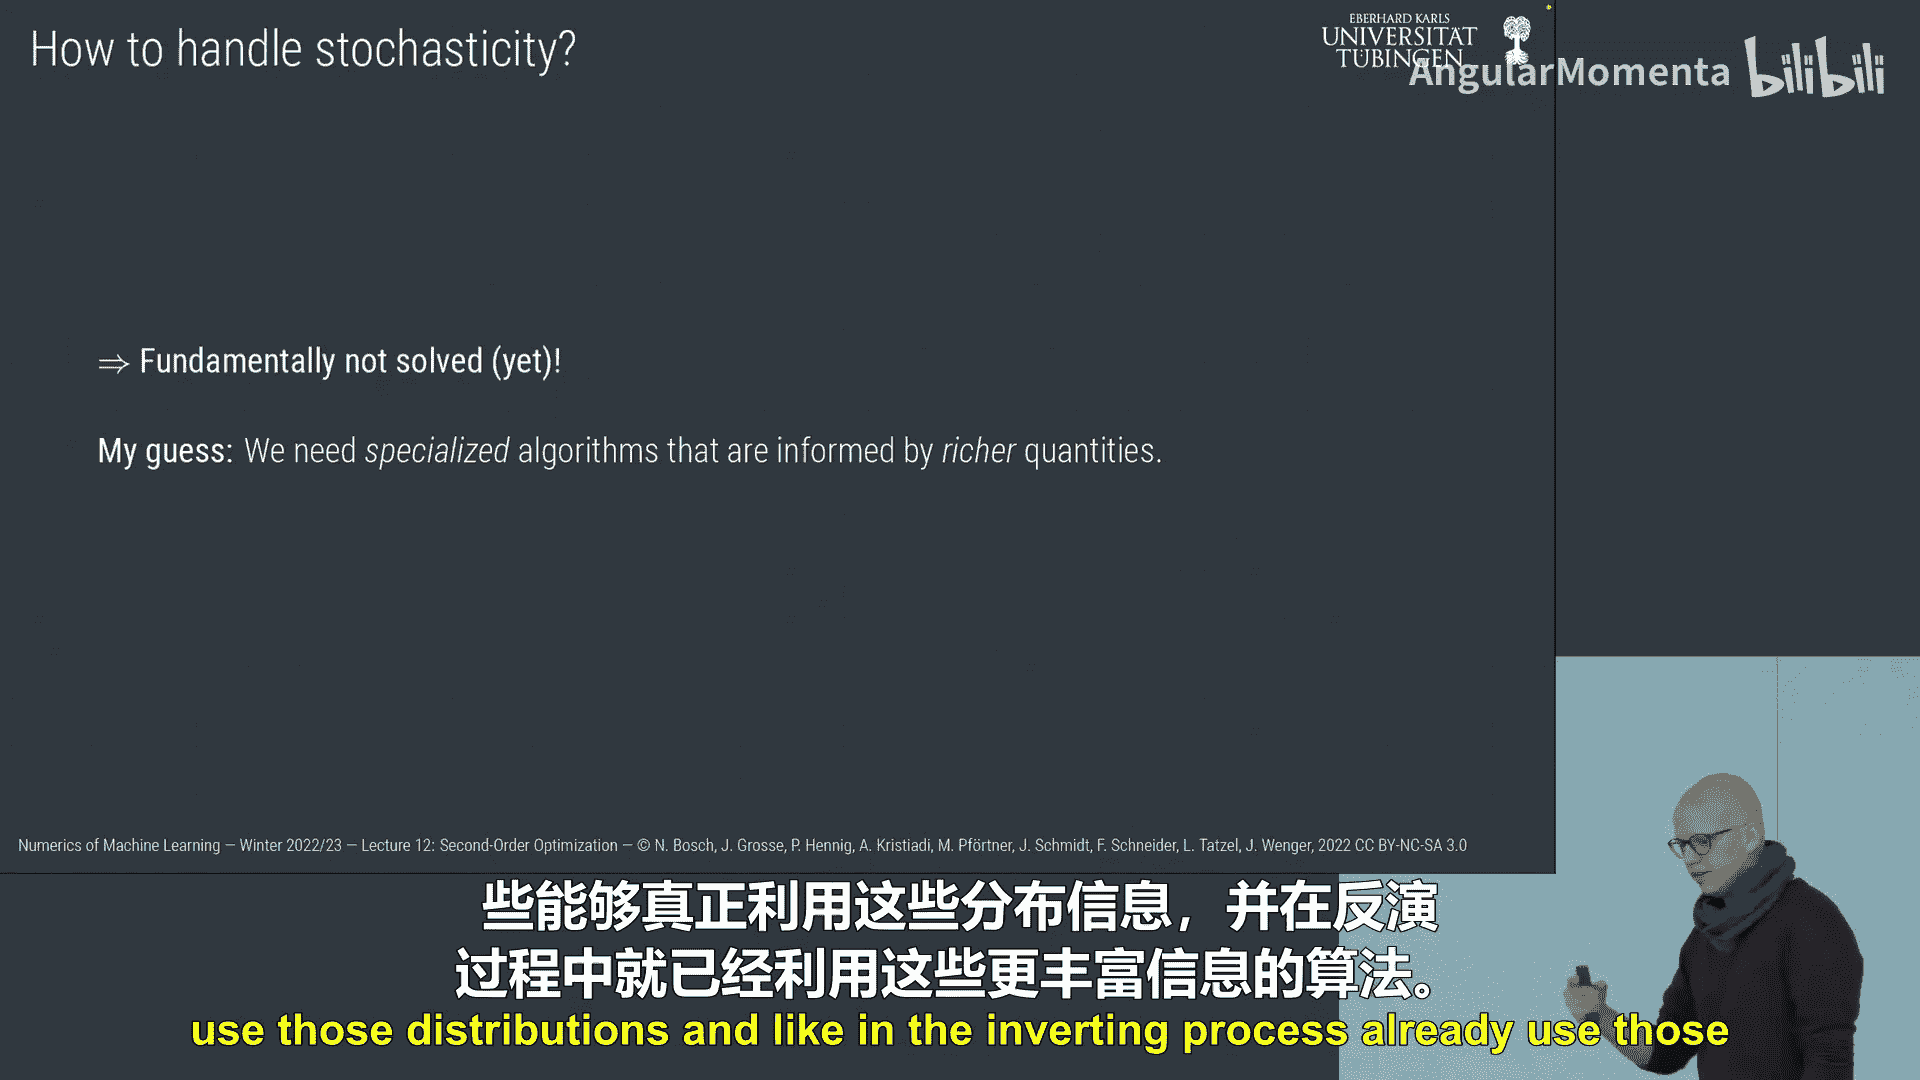 How to handle stochasticity?
EBERHARD KARLS
UNIVERSITÄT
TÜBINGEN
AngularMomenta bilibili
⇒ Fundamentally not solved (yet)!
My guess: We need specialized algorithms that are informed by richer quantities.
Numerics of Machine Learning — Winter 2022/23 — Lecture 12: Second-Order Optimization — © N. Bosch, J. Grosse, P. Hennig, A. Kristiadi, M. Pförtner, J. Schmidt, F. Schneider, L. Tatzel, J. Wenger, 2022 CC BY-NC-SA 3.0
些能够真正利用这些分布信息，并在反演
过程中就已经利用这些更丰富信息的算法。
use those distributions and like in the inverting process already use those